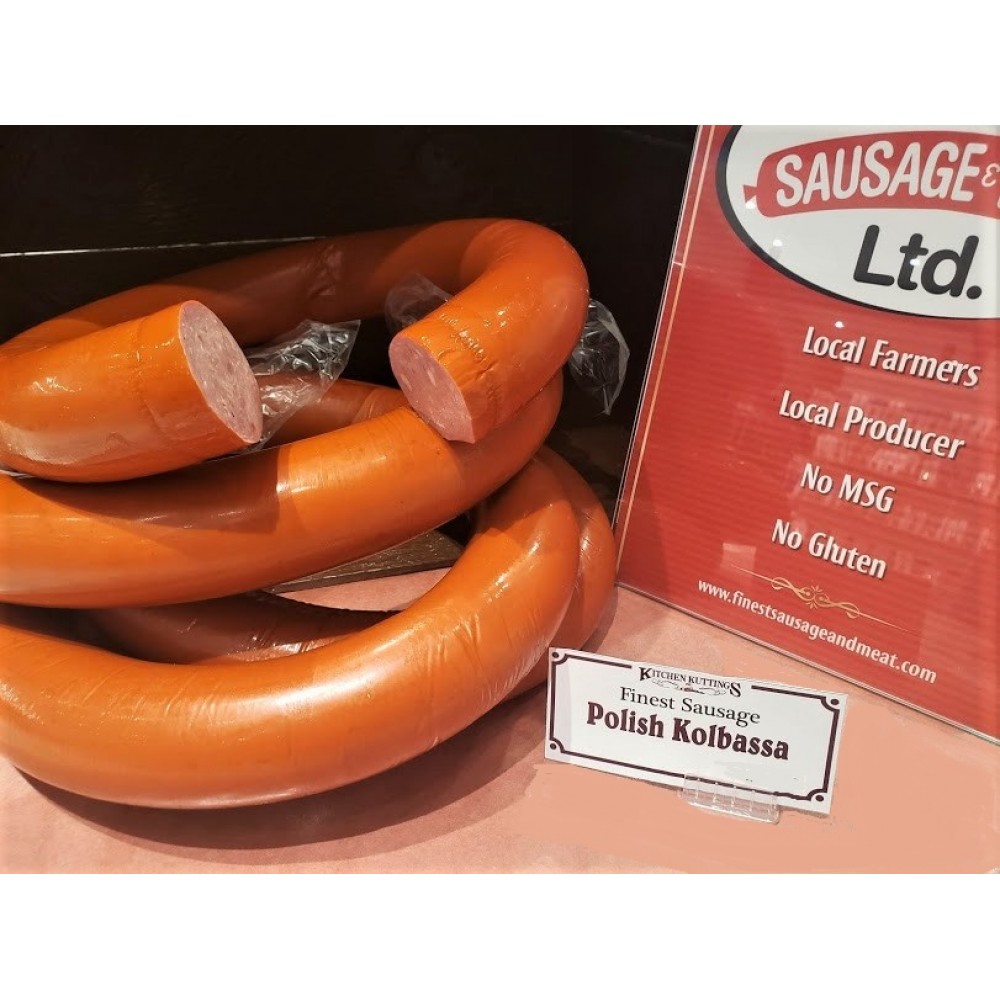 SAUSAGE &
Ltd.
Local Farmers
Local Producer
No MSG
No Gluten
www.finestsausageandmeat.com
KITCHEN KUTTINGS
Finest Sausage
Polish Kolbassa